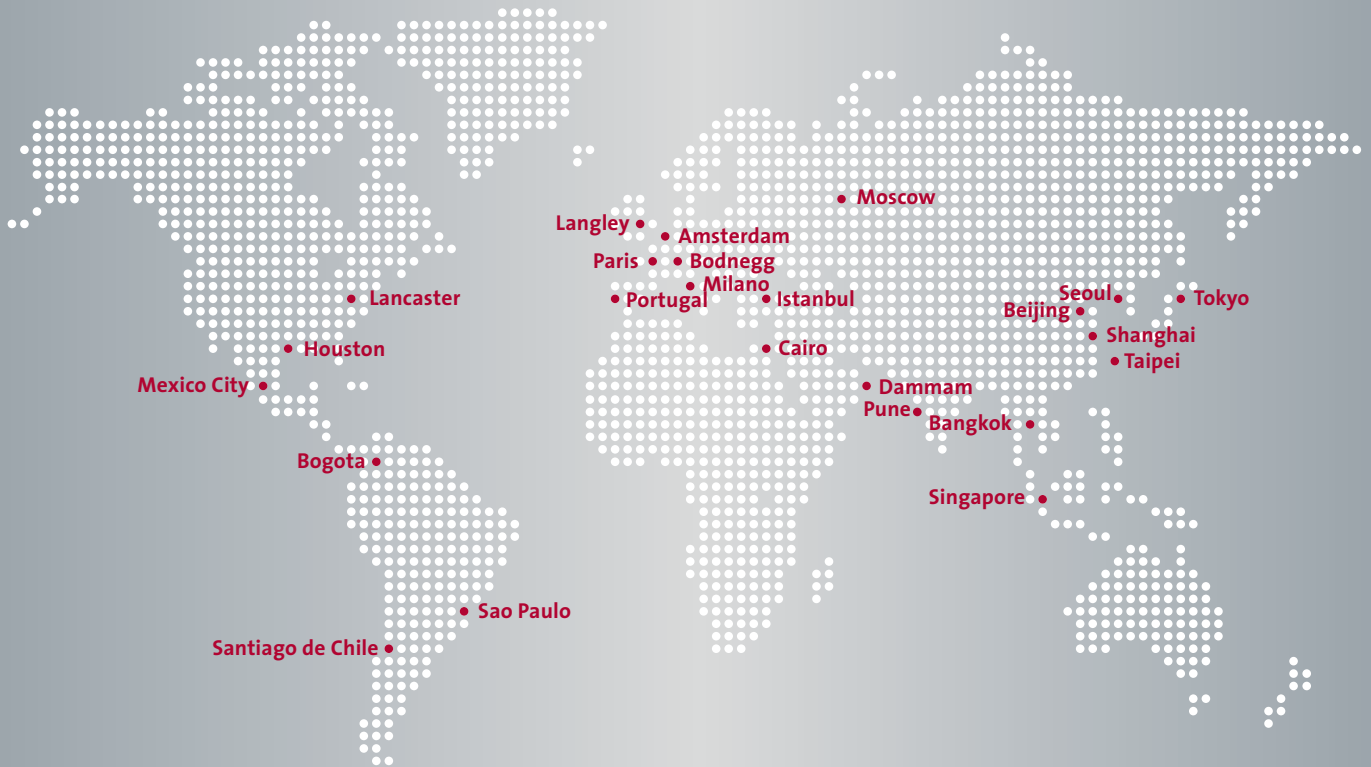 Moscow
Langley
Amsterdam
Paris
Bodnegg
Milano
Lancaster
Portugal
Istanbul
Seoul
Tokyo
Beijing
Shanghai
Houston
Cairo
Taipei
Mexico City
Dammam
Pune
Bangkok
Bogota
Singapore
Sao Paulo
Santiago de Chile